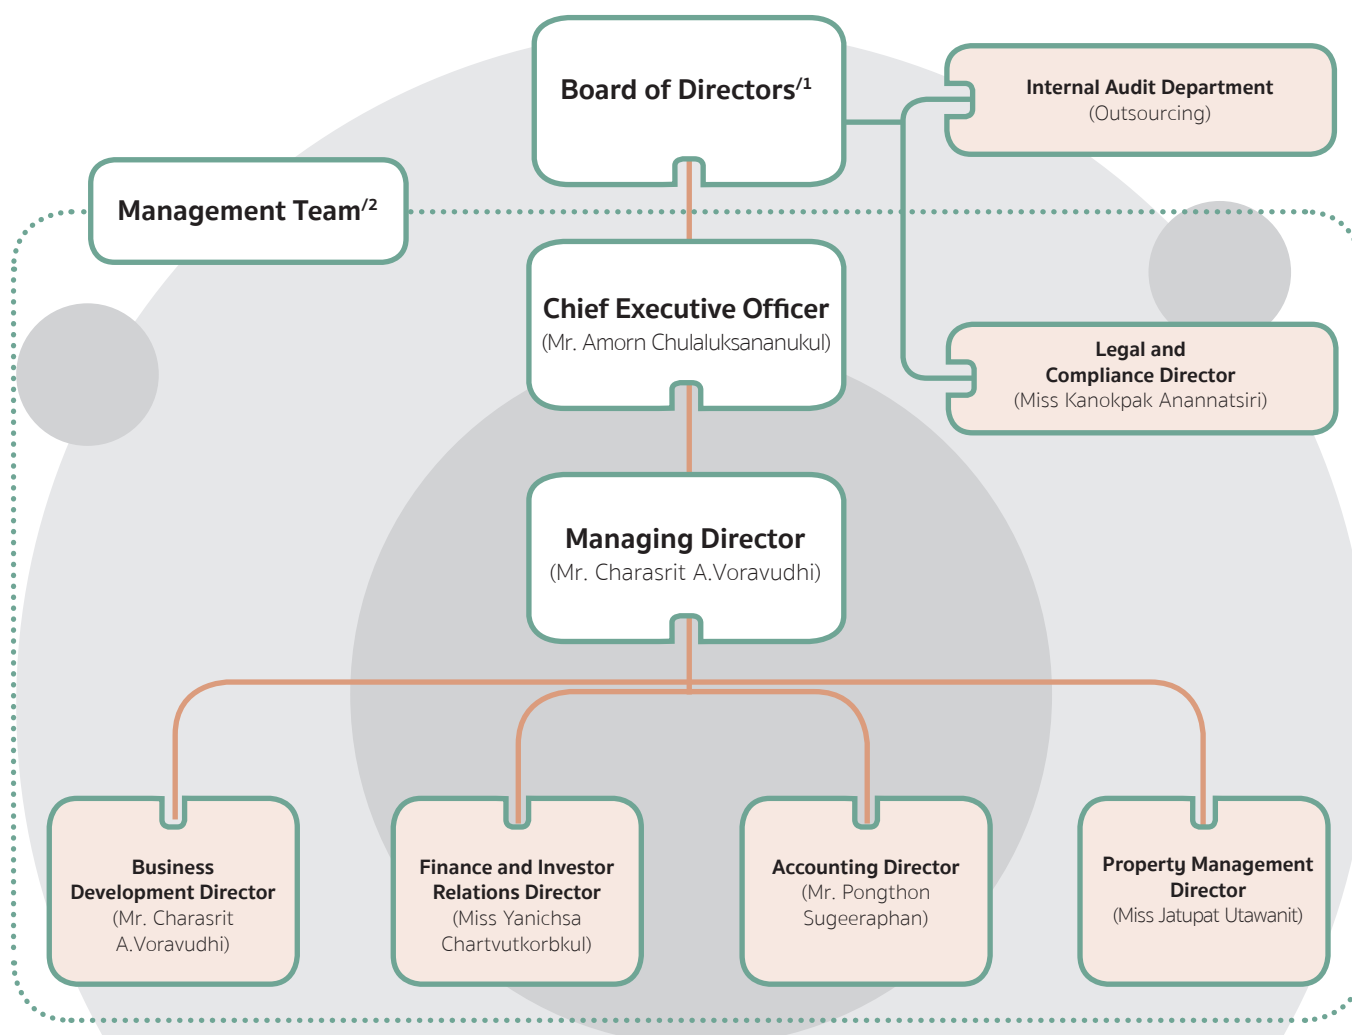 Board of Directors/1
Internal Audit Department
(Outsourcing)
Management Team/2
Chief Executive Officer
(Mr. Amorn Chulaluksananukul)
Legal and
Compliance Director
(Miss Kanokpak Anannatsiri)
Managing Director
(Mr. Charasrit A.Voravudhi)
Business
Development Director
(Mr. Charasrit
A.Voravudhi)
Finance and Investor
Relations Director
(Miss Yanichsa
Chartvutkorbkul)
Accounting Director
(Mr. Pongthon
Sugeeraphan)
Property Management
Director
(Miss Jatupat Utawanit)